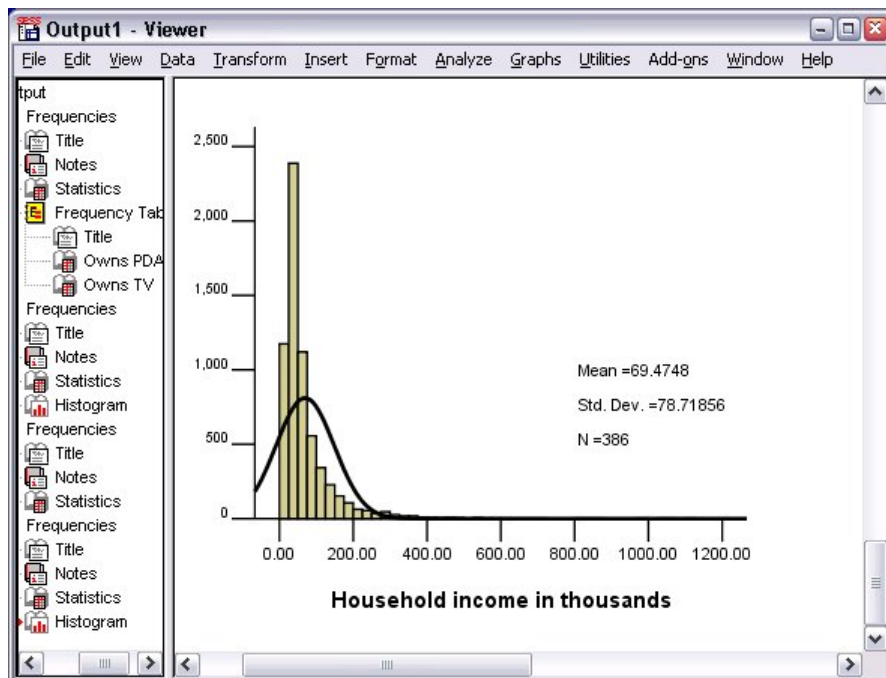 Output1 - Viewer
File Edit View Data Transform Insert Format Analyze Graphs Utilities Add-ons Window Help
tput
Frequencies
Title
Notes
Statistics
Frequency Tab
Title
Owns PDA
Owns TV
Frequencies
Title
Notes
Statistics
Histogram
Frequencies
Title
Notes
Statistics
Frequencies
Title
Notes
Statistics
Histogram
2,500
2,000
1,500
1,000
500
0
Mean =69.4748
Std. Dev. =78.71856
N =386
0.00 200.00 400.00 600.00 800.00 1000.00 1200.00
Household income in thousands